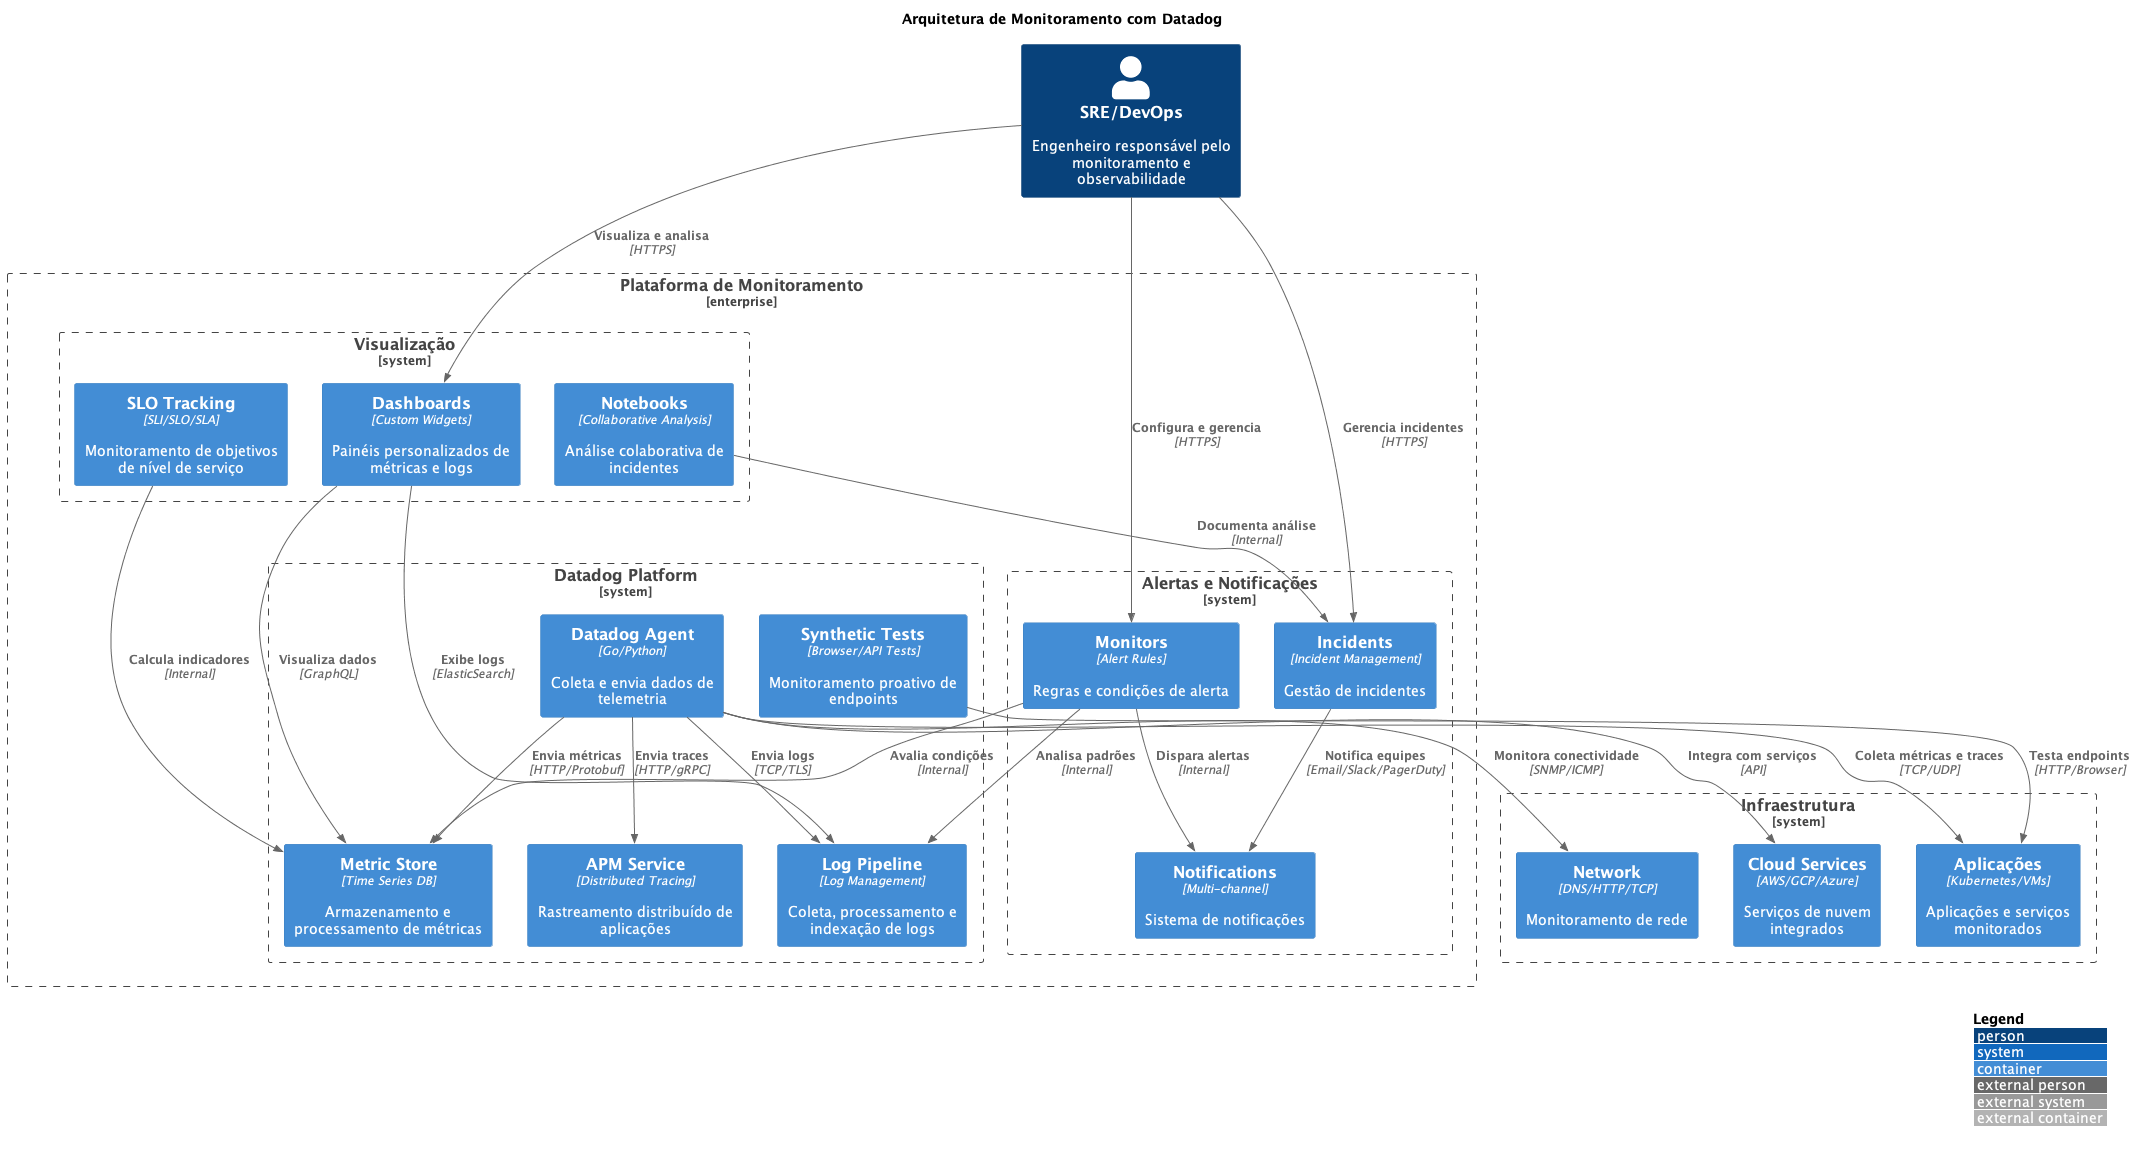 Arquitetura de Monitoramento com Datadog
SRE/DevOps
Engenheiro responsável pelo
monitoramento e
observabilidade
Visualiza e analisa
[HTTPS]
Plataforma de Monitoramento
[enterprise]
Visualização
[system]
SLO Tracking
[SLI/SLO/SLA]
Monitoramento de objetivos
de nível de serviço
Dashboards
[Custom Widgets]
Painéis personalizados de
métricas e logs
Notebooks
[Collaborative Analysis]
Análise colaborativa de
incidentes
Configura e gerencia
[HTTPS]
Gerencia incidentes
[HTTPS]
Documenta análise
[Internal]
Datadog Platform
[system]
Datadog Agent
[Go/Python]
Coleta e envia dados de
telemetria
Synthetic Tests
[Browser/API Tests]
Monitoramento proativo de
endpoints
Alertas e Notificações
[system]
Monitors
[Alert Rules]
Regras e condições de alerta
Incidents
[Incident Management]
Gestão de incidentes
Calcula indicadores
[Internal]
Visualiza dados
[GraphQL]
Exibe logs
[ElasticSearch]
Envia métricas
[HTTP/Protobuf]
Envia traces
[HTTP/gRPC]
Envia logs
[TCP/TLS]
Avalia condições
[Internal]
Analisa padrões
[Internal]
Dispara alertas
[Internal]
Notifica equipes
[Email/Slack/PagerDuty]
Monitora conectividade
[SNMP/ICMP]
Integra com serviços
[API]
Coleta métricas e traces
[TCP/UDP]
Testa endpoints
[HTTP/Browser]
Infraestrutura
[system]
Metric Store
[Time Series DB]
Armazenamento e
processamento de métricas
APM Service
[Distributed Tracing]
Rastreamento distribuído de
aplicações
Log Pipeline
[Log Management]
Coleta, processamento e
indexação de logs
Notifications
[Multi-channel]
Sistema de notificações
Network
[DNS/HTTP/TCP]
Monitoramento de rede
Cloud Services
[AWS/GCP/Azure]
Serviços de nuvem
integrados
Aplicações
[Kubernetes/VMs]
Aplicações e serviços
monitorados
Legend
person
system
container
external person
external system
external container